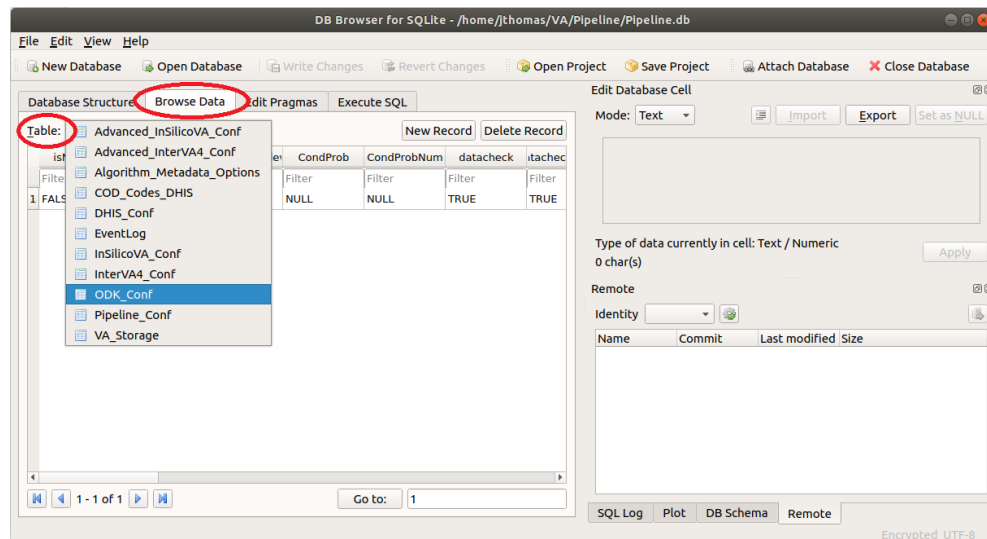 DB Browser for SQLite - /home/jthomas/VA/Pipeline/Pipeline.db
File Edit View Help
New Database Open Database Write Changes Revert Changes Open Project Save Project Attach Database Close Database
Database Structure Browse Data Edit Pragmas Execute SQL
Table:
New Record Delete Record
CondProb CondProbNum datacheck
Filter Filter Filter Filter
1 FALS NULL NULL TRUE TRUE
Advanced_InSilicoVA_Conf
Advanced_InterVA4_Conf
Algorithm_Metadata_Options
COD_Codes_DHIS
DHIS_Conf
EventLog
InSilicoVA_Conf
InterVA4_Conf
ODK_Conf
Pipeline_Conf
VA_Storage
1 - 1 of 1 Go to: 1
Edit Database Cell
Mode: Text Import Export Set as NULL
Type of data currently in cell: Text / Numeric
0 char(s)
Apply
Remote
Identity
Name Commit Last modified Size
SQL Log Plot DB Schema Remote
Encrypted UTF-8